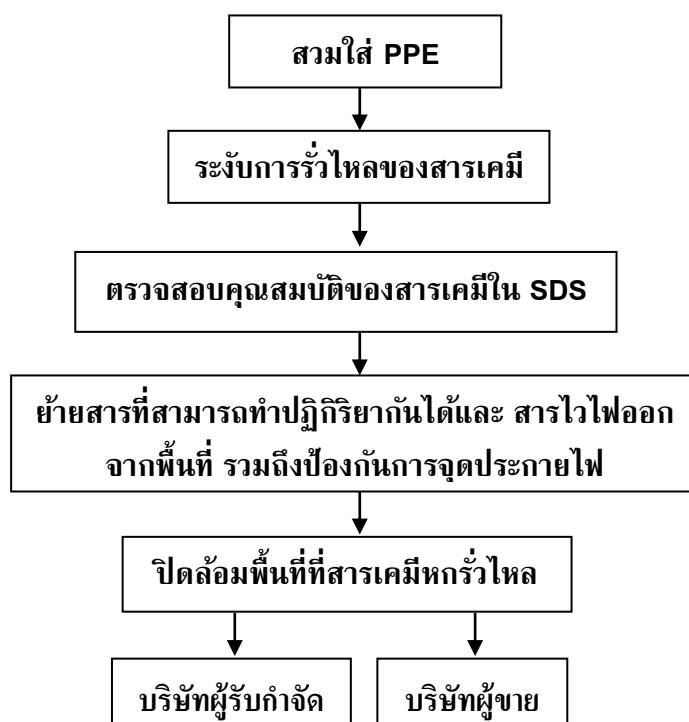 สวมใส่ PPE
ระงับการรั่วไหลของสารเคมี
ตรวจสอบคุณสมบัติของสารเคมีใน SDS
ย้ายสารที่สามารถทำปฏิกิริยากันได้และ สารไวไฟออก
จากพื้นที่ รวมถึงป้องกันการจุดประกายไฟ
ปิดล้อมพื้นที่ที่สารเคมีหกรั่วไหล
บริษัทผู้รับกำจัด
บริษัทผู้ขาย